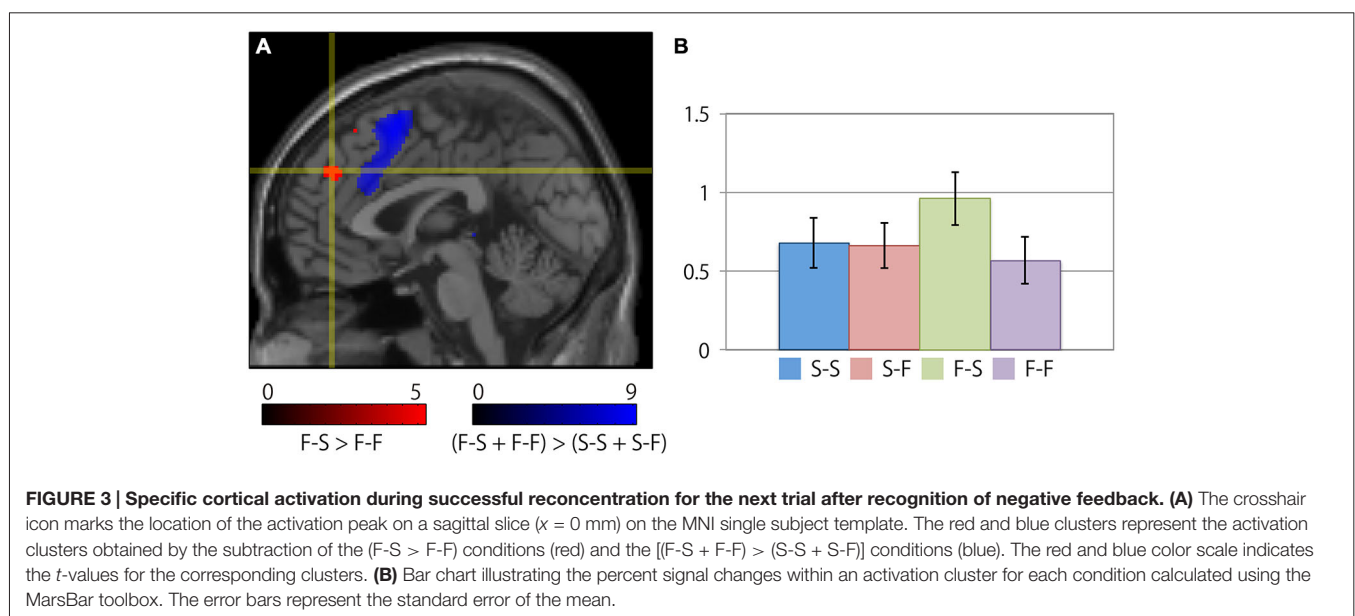 A
B
1.5
1
0.5
0
S-S S-F F-S F-F
0 5
0 9
F-S > F-F
(F-S + F-F) > (S-S + S-F)
FIGURE 3 | Specific cortical activation during successful reconcentration for the next trial after recognition of negative feedback. (A) The crosshair
icon marks the location of the activation peak on a sagittal slice (x = 0 mm) on the MNI single subject template. The red and blue clusters represent the activation
clusters obtained by the subtraction of the (F-S > F-F) conditions (red) and the [(F-S + F-F) > (S-S + S-F)] conditions (blue). The red and blue color scale indicates
the t-values for the corresponding clusters. (B) Bar chart illustrating the percent signal changes within an activation cluster for each condition calculated using the
MarsBar toolbox. The error bars represent the standard error of the mean.